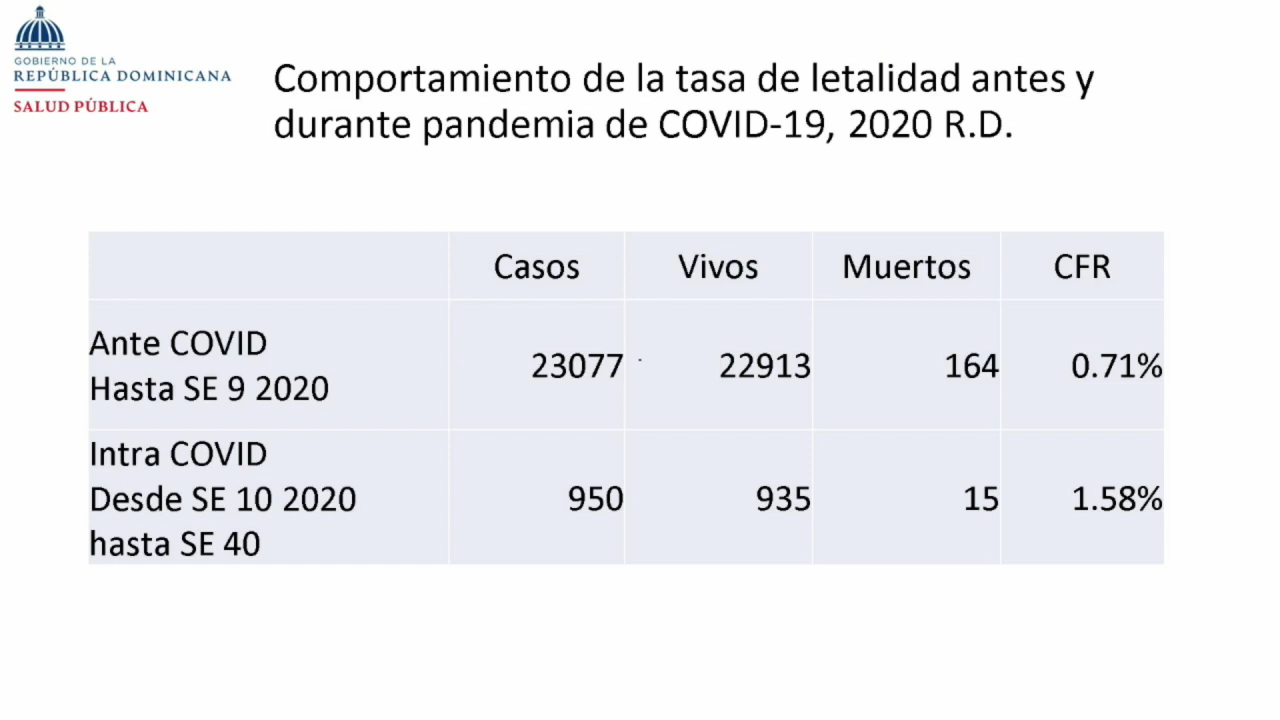 GOBIERNO DE LA
REPÚBLICA DOMINICANA
SALUD PÚBLICA
Comportamiento de la tasa de letalidad antes y
durante pandemia de COVID-19, 2020 R.D.
Casos Vivos Muertos CFR
Ante COVID
Hasta SE 9 2020
23077 22913 164 0.71%
Intra COVID
Desde SE 10 2020
hasta SE 40
950 935 15 1.58%